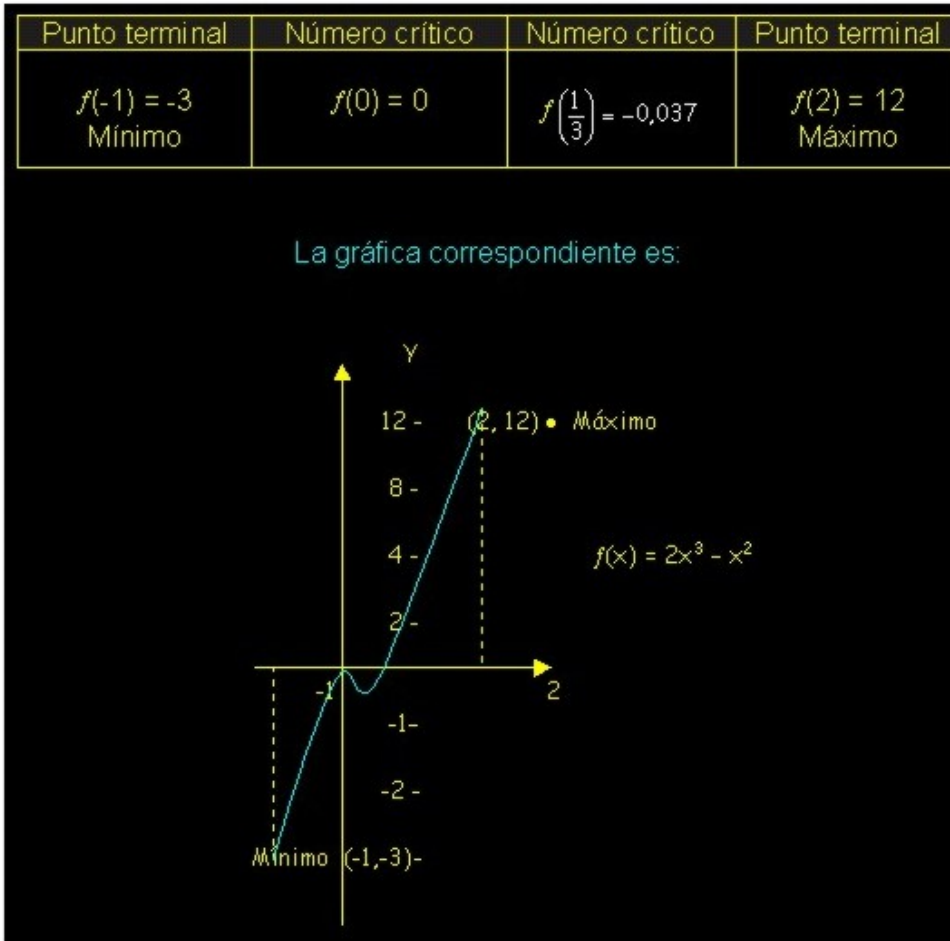 Punto terminal Número crítico Número crítico Punto terminal
f(-1) = -3 f(0) = 0 f(1/3) = -0,037 f(2) = 12
Mínimo Máximo
La gráfica correspondiente es:
Y
12 - (2, 12) • Máximo
8 -
4 - f(x) = 2x³ - x²
2 -
-1 2
-1-
-2 -
Mínimo (-1,-3)-